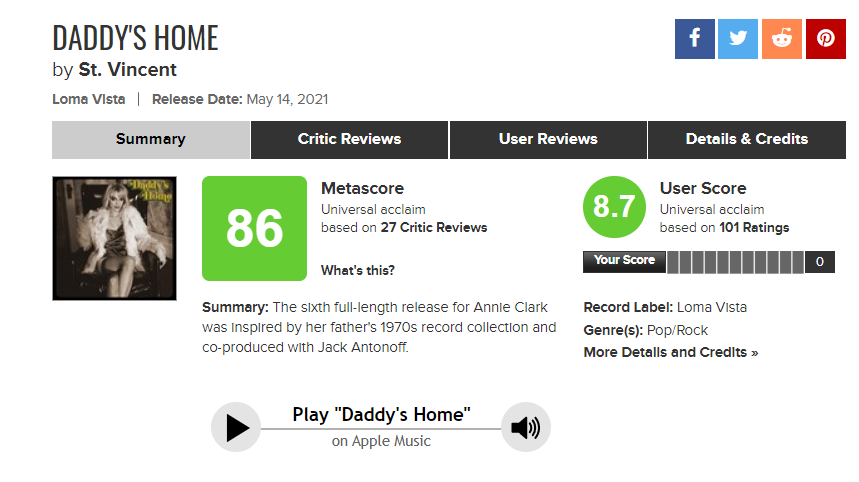 DADDY'S HOME
by St. Vincent
Loma Vista | Release Date: May 14, 2021
Summary Critic Reviews User Reviews Details & Credits
Daddy's
Home
86
Metascore
Universal acclaim
based on 27 Critic Reviews
What's this?
8.7
User Score
Universal acclaim
based on 101 Ratings
Your Score 0
Summary: The sixth full-length release for Annie Clark
was inspired by her father's 1970s record collection and
co-produced with Jack Antonoff.
Record Label: Loma Vista
Genre(s): Pop/Rock
More Details and Credits »
Play "Daddy's Home"
on Apple Music